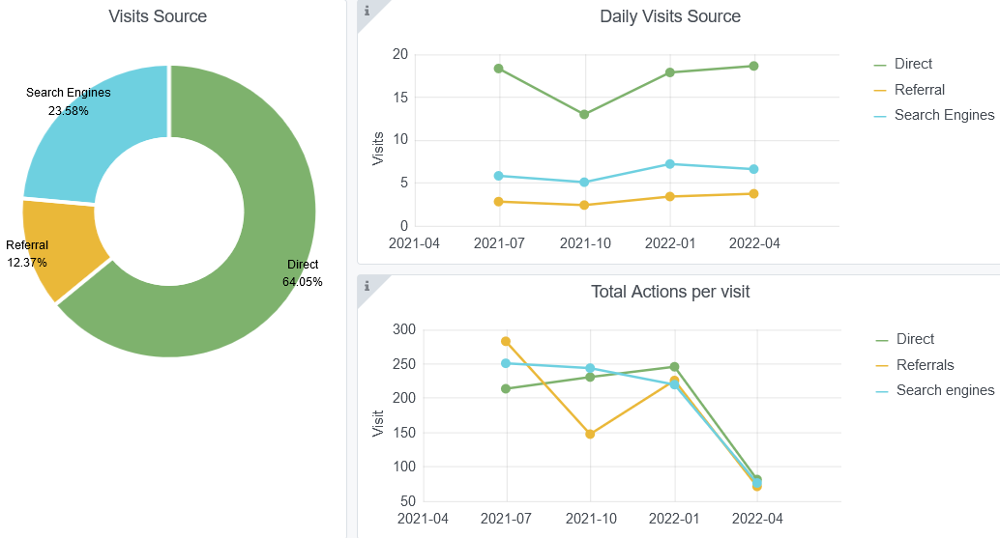 Visits Source
Search Engines
23.58%
Referral
12.37%
Direct
64.05%
i
Daily Visits Source
Visits
20
15
10
5
0
2021-04 2021-07 2021-10 2022-01 2022-04
Direct
Referral
Search Engines
i
Total Actions per visit
Visit
300
250
200
150
100
50
2021-04 2021-07 2021-10 2022-01 2022-04
Direct
Referrals
Search engines